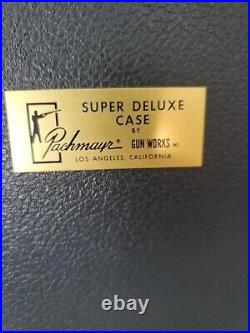 SUPER DELUXE
CASE
BY
Pachmayr® GUN WORKS INC
LOS ANGELES, CALIFORNIA